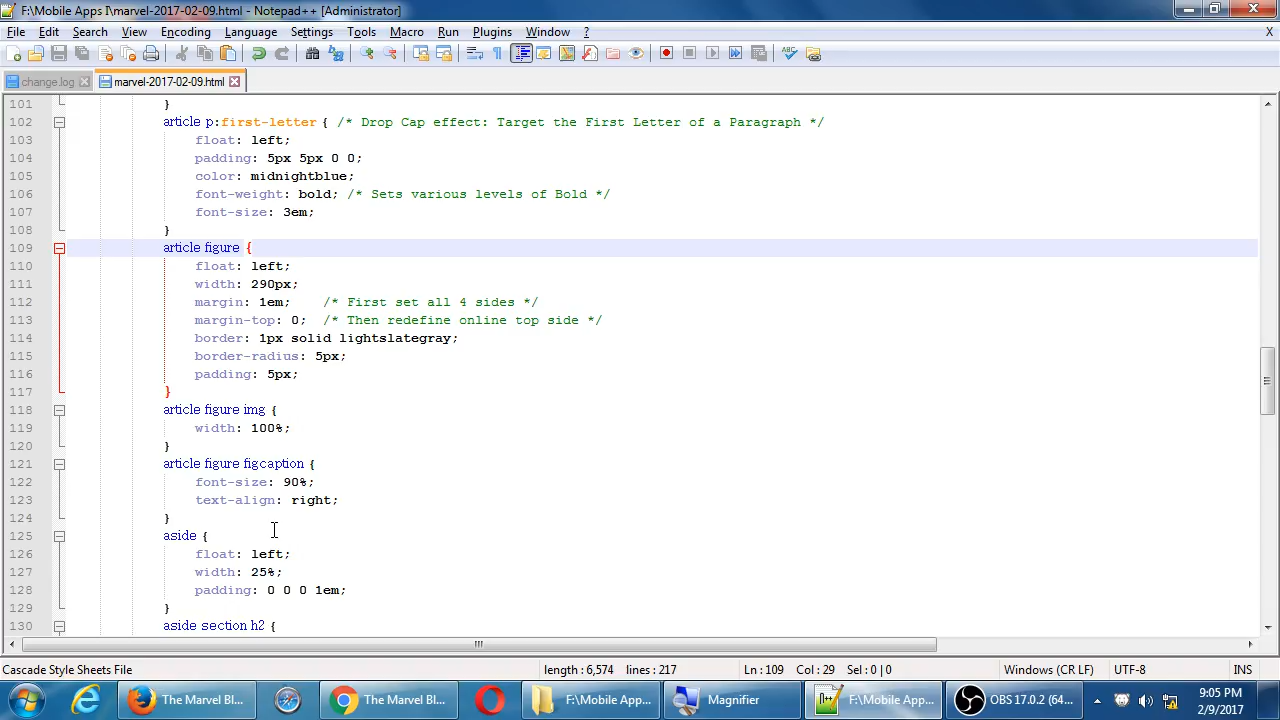 F:\Mobile Apps I\marvel-2017-02-09.html - Notepad++ [Administrator]
File Edit Search View Encoding Language Settings Tools Macro Run Plugins Window ? X
change.log marvel-2017-02-09.html
101 }
102 article p:first-letter { /* Drop Cap effect: Target the First Letter of a Paragraph */
103 float: left;
104 padding: 5px 5px 0 0;
105 color: midnightblue;
106 font-weight: bold; /* Sets various levels of Bold */
107 font-size: 3em;
108 }
109 article figure {
110 float: left;
111 width: 290px;
112 margin: 1em; /* First set all 4 sides */
113 margin-top: 0; /* Then redefine online top side */
114 border: 1px solid lightslategray;
115 border-radius: 5px;
116 padding: 5px;
117 }
118 article figure img {
119 width: 100%;
120 }
121 article figure figcaption {
122 font-size: 90%;
123 text-align: right;
124 }
125 aside {
126 float: left;
127 width: 25%;
128 padding: 0 0 0 1em;
129 }
130 aside section h2 {
Cascade Style Sheets File length : 6,574 lines : 217 Ln : 109 Col : 29 Sel : 0 | 0 Windows (CR LF) UTF-8 INS
The Marvel Bl... The Marvel Bl... F:\Mobile App... Magnifier F:\Mobile App... OBS 17.0.2 (64... 9:05 PM
2/9/2017